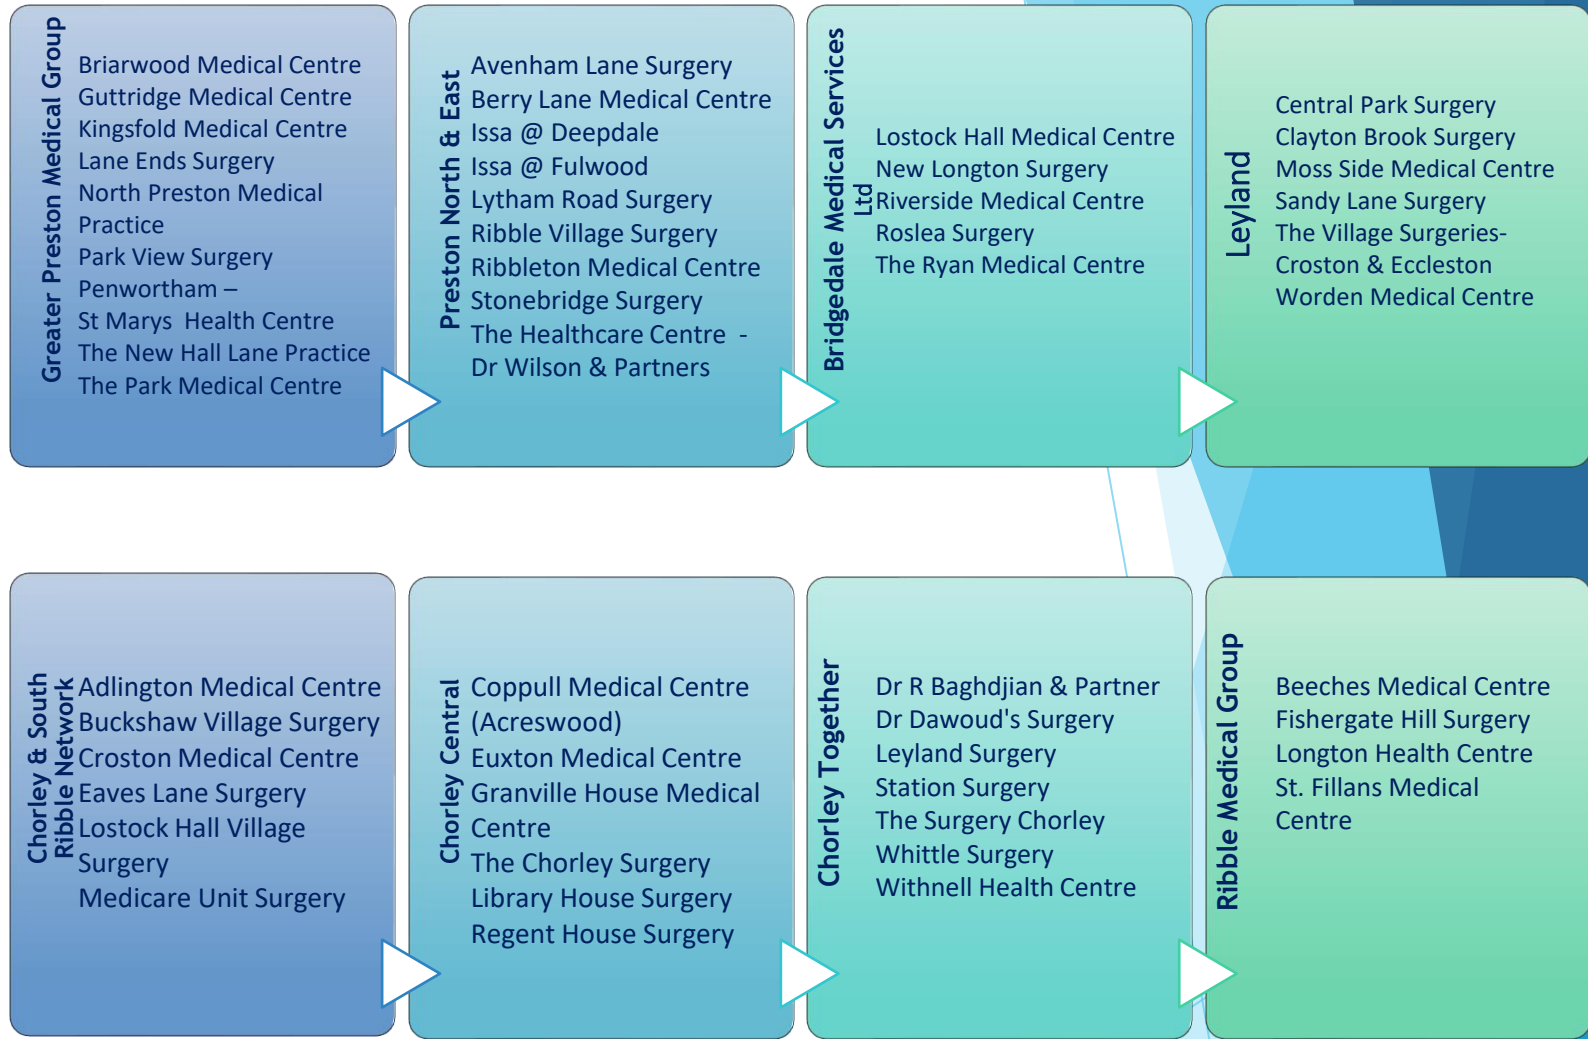 Greater Preston Medical Group
Briarwood Medical Centre
Guttridge Medical Centre
Kingsfold Medical Centre
Lane Ends Surgery
North Preston Medical
Practice
Park View Surgery
Penwortham –
St Marys  Health Centre
The New Hall Lane Practice
The Park Medical Centre
Preston North & East
Avenham Lane Surgery
Berry Lane Medical Centre
Issa @ Deepdale
Issa @ Fulwood
Lytham Road Surgery
Ribble Village Surgery
Ribbleton Medical Centre
Stonebridge Surgery
The Healthcare Centre  -
Dr Wilson & Partners
Bridgedale Medical Services
Ltd
Lostock Hall Medical Centre
New Longton Surgery
Riverside Medical Centre
Roslea Surgery
The Ryan Medical Centre
Leyland
Central Park Surgery
Clayton Brook Surgery
Moss Side Medical Centre
Sandy Lane Surgery
The Village Surgeries-
Croston & Eccleston
Worden Medical Centre
Chorley & South
Ribble Network
Adlington Medical Centre
Buckshaw Village Surgery
Croston Medical Centre
Eaves Lane Surgery
Lostock Hall Village
Surgery
Medicare Unit Surgery
Chorley Central
Coppull Medical Centre
(Acreswood)
Euxton Medical Centre
Granville House Medical
Centre
The Chorley Surgery
Library House Surgery
Regent House Surgery
Chorley Together
Dr R Baghdjian & Partner
Dr Dawoud's Surgery
Leyland Surgery
Station Surgery
The Surgery Chorley
Whittle Surgery
Withnell Health Centre
Ribble Medical Group
Beeches Medical Centre
Fishergate Hill Surgery
Longton Health Centre
St. Fillans Medical
Centre